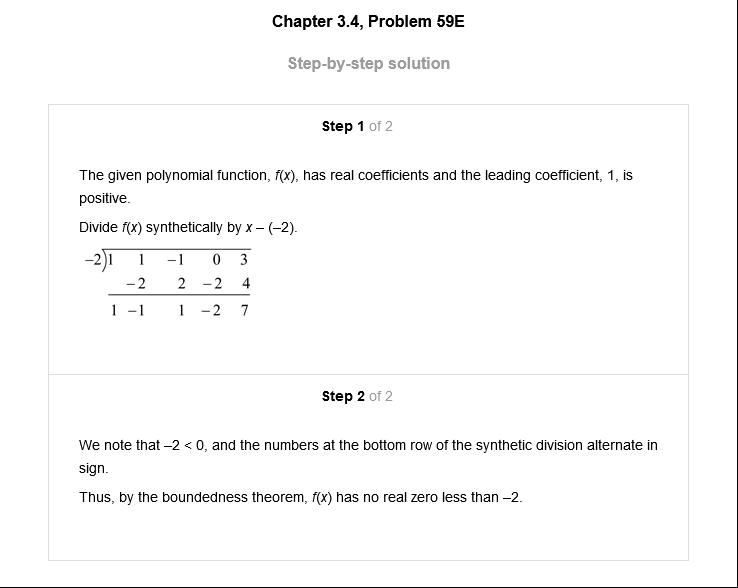 Chapter 3.4, Problem 59E
Step-by-step solution
Step 1 of 2
The given polynomial function, f(x), has real coefficients and the leading coefficient, 1, is
positive.
Divide f(x) synthetically by x – (–2).
−2)1 1 −1 0 3
−2 2 −2 4
1 −1 1 −2 7
Step 2 of 2
We note that –2 < 0, and the numbers at the bottom row of the synthetic division alternate in
sign.
Thus, by the boundedness theorem, f(x) has no real zero less than –2.